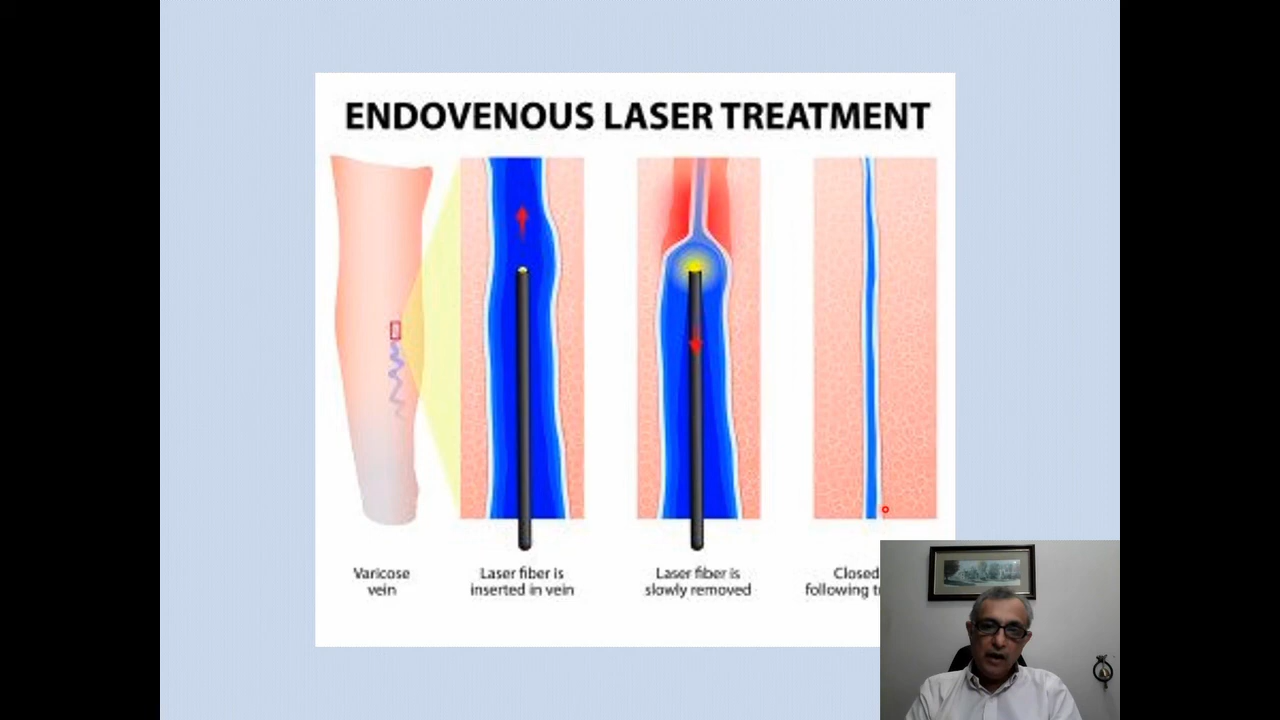 ENDOVENOUS LASER TREATMENT
Varicose
vein
Laser fiber is
inserted in vein
Laser fiber is
slowly removed
Closed
following